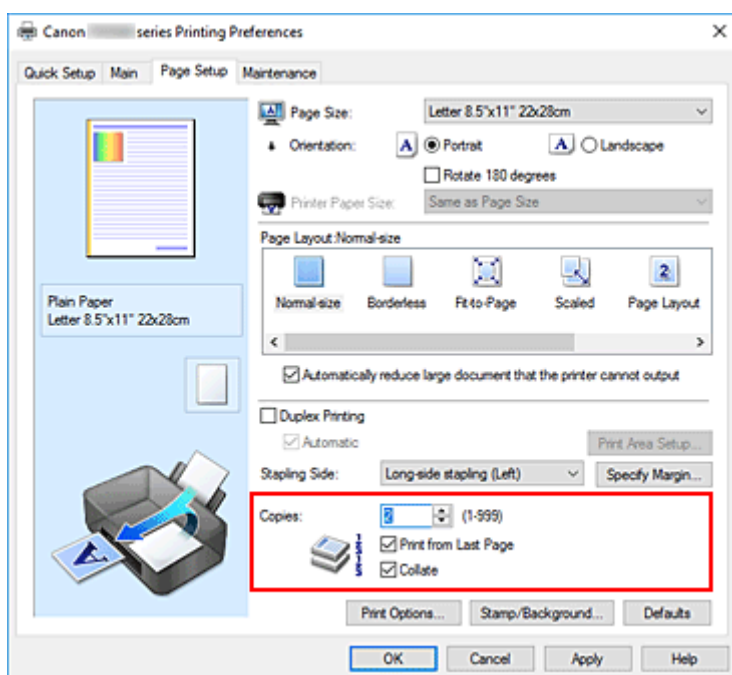 Canon series Printing Preferences
Quick Setup Main Page Setup Maintenance
Page Size: Letter 8.5"x11" 22x28cm
Orientation: A Portrait A Landscape
Rotate 180 degrees
Printer Paper Size: Same as Page Size
Page Layout:Normal-size
2
Normal-size Borderless Fit-to-Page Scaled Page Layout
Plain Paper
Letter 8.5"x11" 22x28cm
Automatically reduce large document that the printer cannot output
Duplex Printing
Automatic Print Area Setup...
Stapling Side: Long-side stapling (Left) Specify Margin...
Copies: 2 (1-999)
Print from Last Page
Collate
A
Print Options... Stamp/Background... Defaults
OK Cancel Apply Help